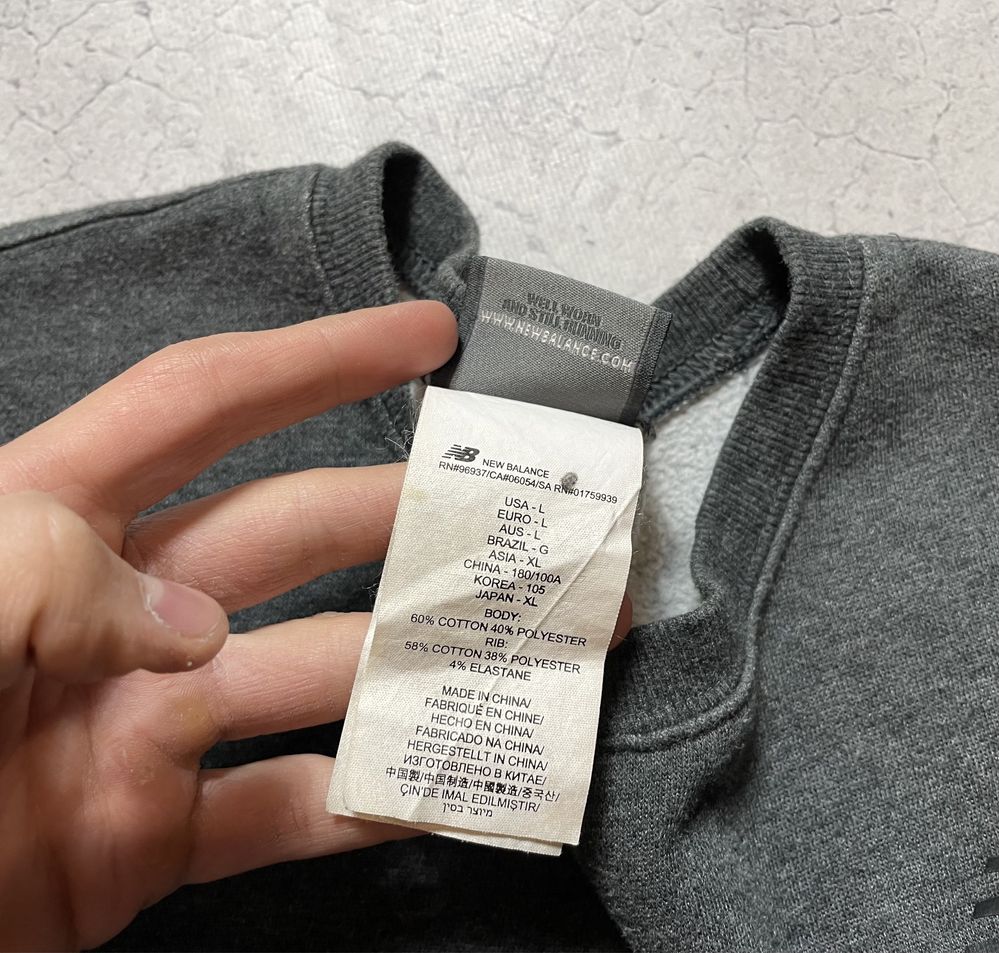 WELL WORN
AND STILL RUNNING
WWW.NEWBALANCE.COM
NB NEW BALANCE
RN#96937/CA#06054/SA RN#01759939
USA - L
EURO - L
AUS - L
BRAZIL - G
ASIA - XL
CHINA - 180/100A
KOREA - 105
JAPAN - XL
BODY:
60% COTTON 40% POLYESTER
RIB:
58% COTTON 38% POLYESTER
4% ELASTANE
MADE IN CHINA/
FABRIQUÉ EN CHINE/
HECHO EN CHINA/
FABRICADO NA CHINA/
HERGESTELLT IN CHINA/
ИЗГОТОВЛЕНО В КИТАЕ/
中国製/中国制造/中國製造/중국산/
ÇİN'DE IMAL EDILMIŞTIR/
מיוצר בסין